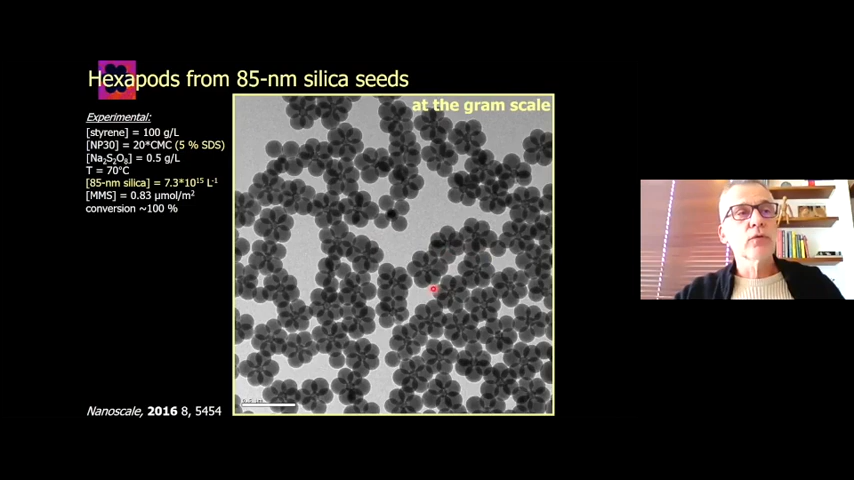 Hexapods from 85-nm silica seeds
at the gram scale
Experimental:
[styrene] = 100 g/L
[NP30] = 20*CMC (5 % SDS)
[Na₂S₂O₈] = 0.5 g/L
T = 70°C
[85-nm silica] = 7.3*10¹⁵ L⁻¹
[MMS] = 0.83 µmol/m²
conversion ~100 %
Nanoscale, 2016 8, 5454